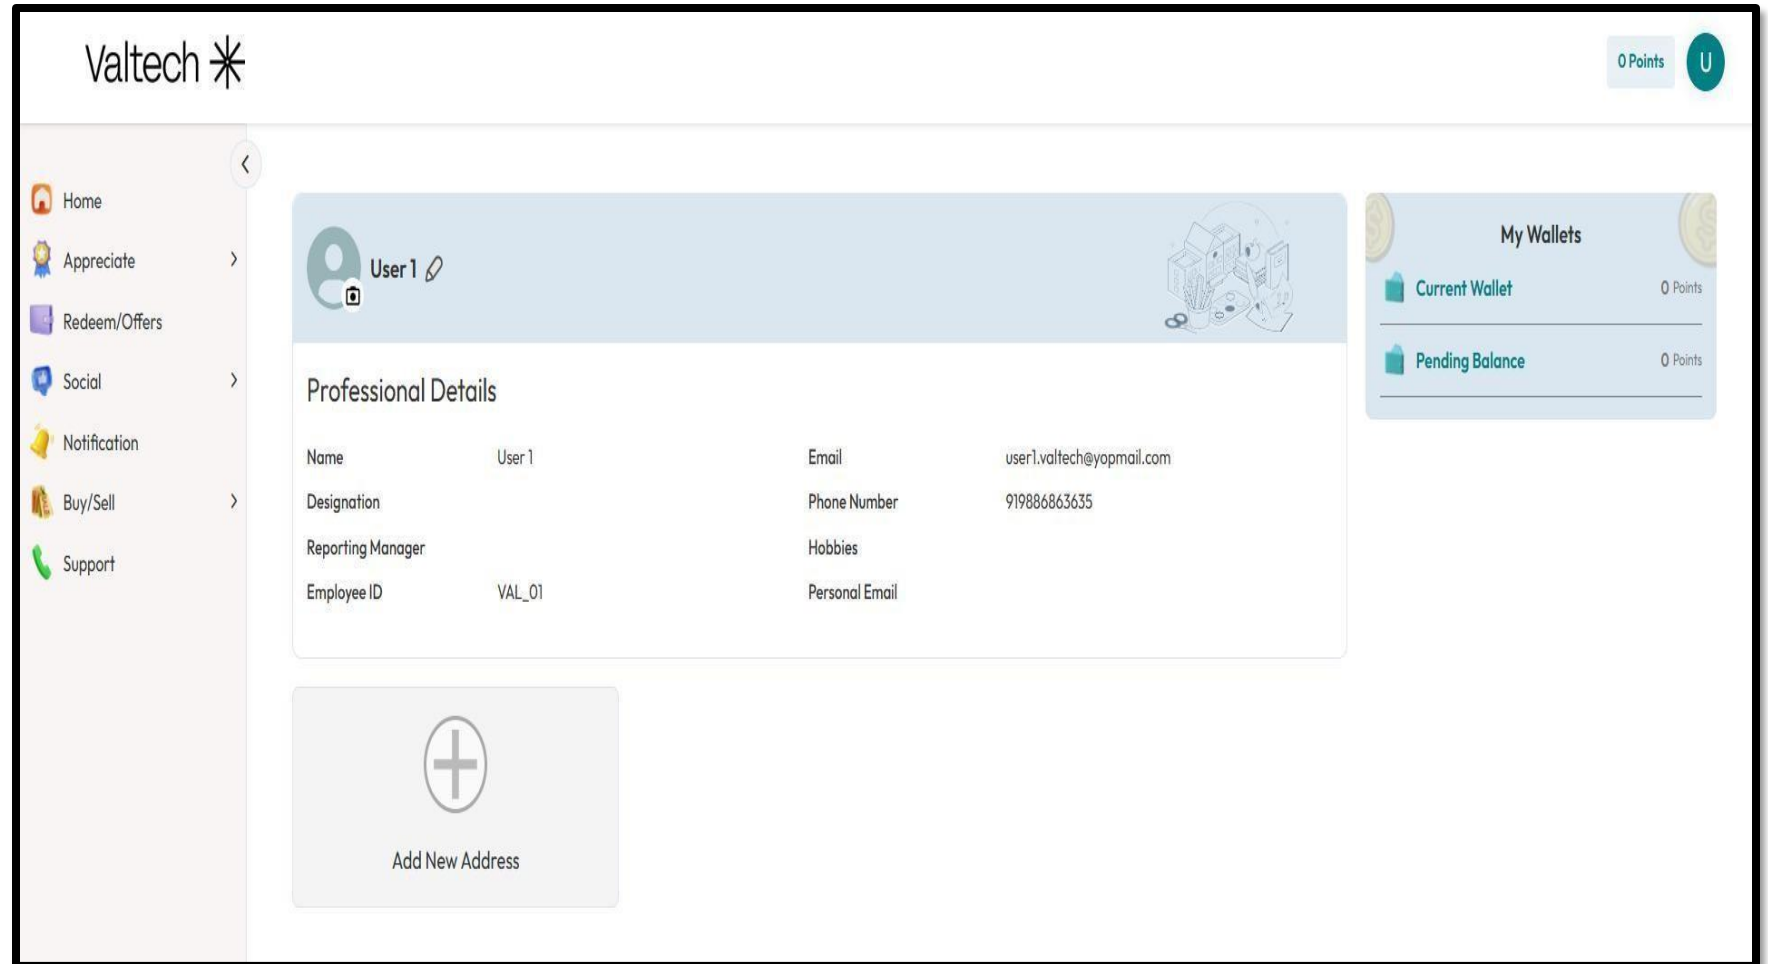 Valtech
0 Points
U
Home
Appreciate
Redeem/Offers
Social
Notification
Buy/Sell
Support
User 1
Professional Details
Name User 1
Designation
Reporting Manager
Employee ID VAL_01
Email user1.valtech@yopmail.com
Phone Number 919886863635
Hobbies
Personal Email
Add New Address
My Wallets
Current Wallet 0 Points
Pending Balance 0 Points